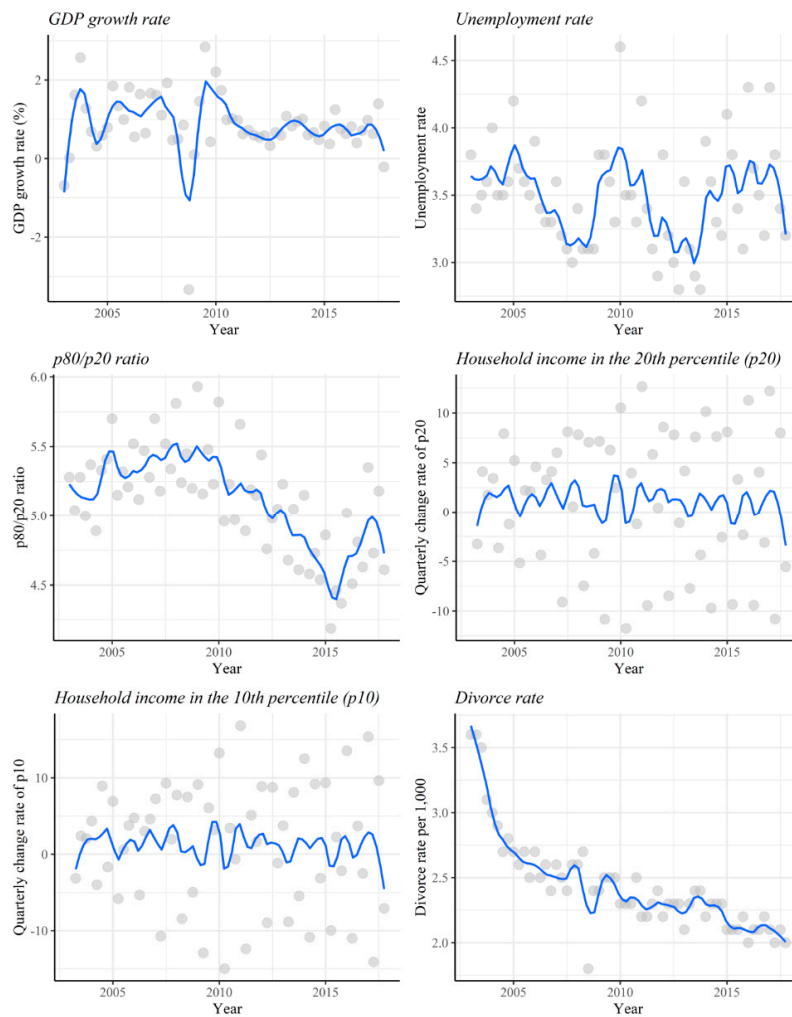 GDP growth rate
GDP growth rate (%)
2
0
-2
2005
2010
2015
Year
Unemployment rate
Unemployment rate
4.5
4.0
3.5
3.0
2005
2010
2015
Year
p80/p20 ratio
p80/p20 ratio
6.0
5.5
5.0
4.5
2005
2010
2015
Year
Household income in the 20th percentile (p20)
Quarterly change rate of p20
10
5
0
-5
-10
2005
2010
2015
Year
Household income in the 10th percentile (p10)
Quarterly change rate of p10
10
0
-10
2005
2010
2015
Year
Divorce rate
Divorce rate per 1,000
3.5
3.0
2.5
2.0
2005
2010
2015
Year